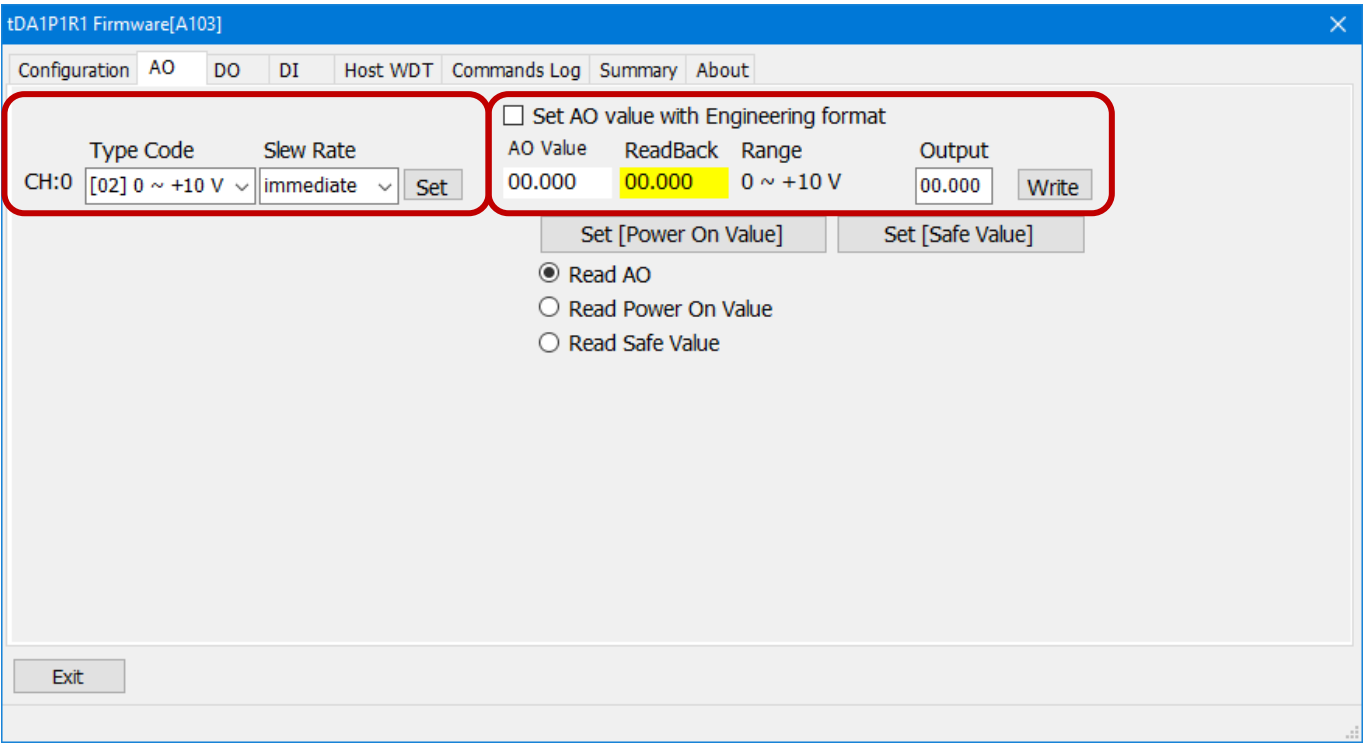 tDA1P1R1 Firmware[A103]
Configuration AO DO DI Host WDT Commands Log Summary About
Set AO value with Engineering format
Type Code Slew Rate AO Value ReadBack Range Output
CH:0 [02] 0 ~ +10 V immediate Set 00.000 00.000 0 ~ +10 V 00.000 Write
Set [Power On Value] Set [Safe Value]
Read AO
Read Power On Value
Read Safe Value
Exit